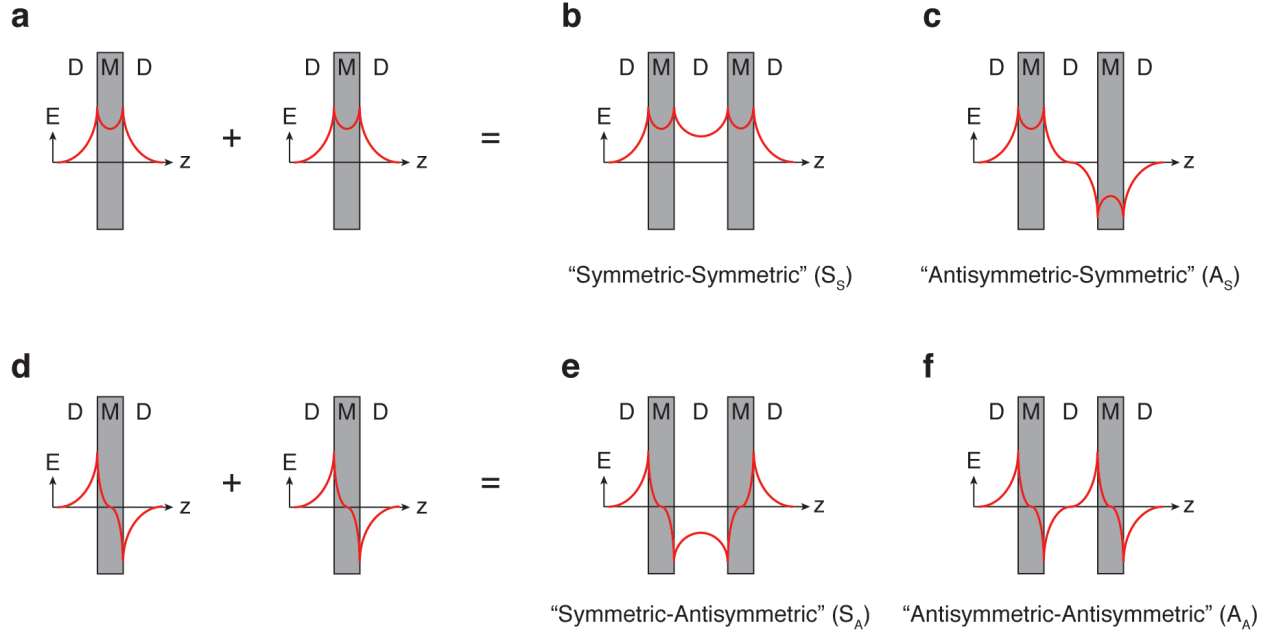 a
b
c
D M D
D M D
D M D M D
D M D M D
E
z
+
z
=
E
z
E
z
“Symmetric-Symmetric” (S_S)
“Antisymmetric-Symmetric” (A_S)
d
e
f
D M D
D M D
D M D M D
D M D M D
E
z
+
z
=
E
z
E
z
“Symmetric-Antisymmetric” (S_A)
“Antisymmetric-Antisymmetric” (A_A)